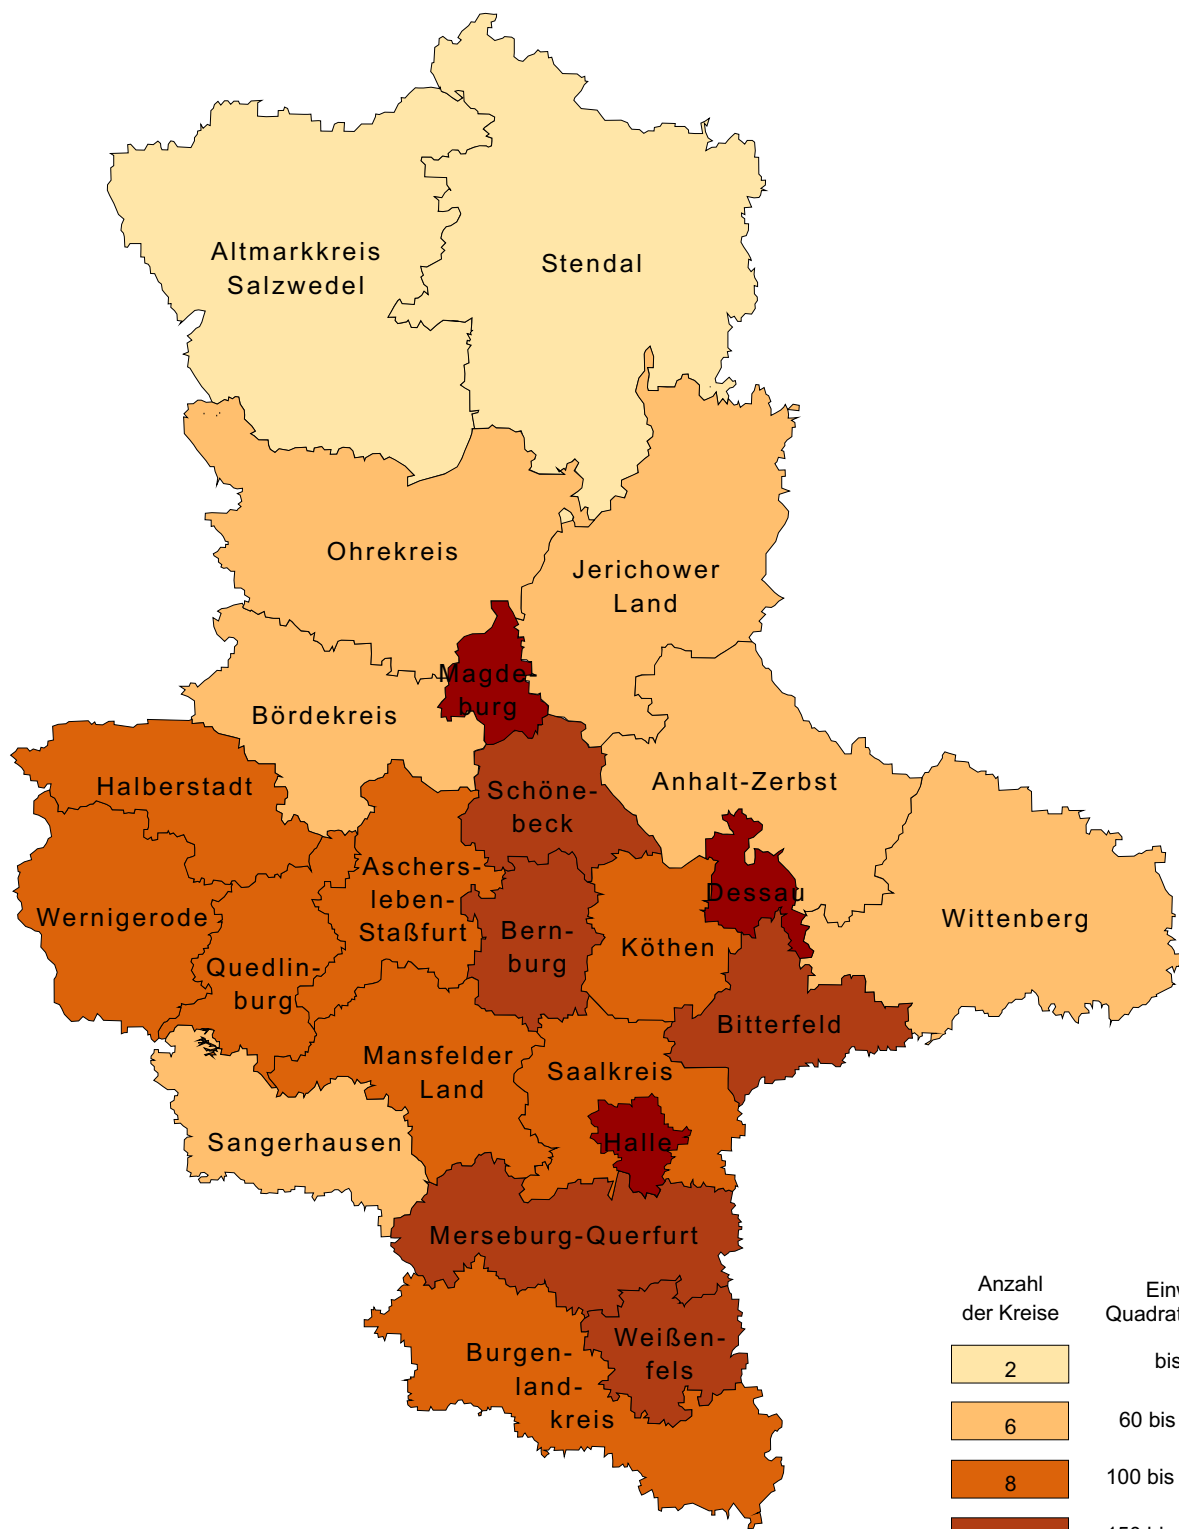 Altmarkkreis
Salzwedel
Stendal
Ohrekreis
Jerichower
Land
Magde-
burg
Bördekreis
Halberstadt
Schöne-
beck
Anhalt-Zerbst
Aschers-
leben-
Staßfurt
Dessau
Wernigerode
Wittenberg
Bern-
burg
Köthen
Quedlin-
burg
Bitterfeld
Mansfelder
Land
Saalkreis
Sangerhausen
Halle
Merseburg-Querfurt
Weißen-
fels
Burgen-
land-
kreis
Anzahl
der Kreise
Einw
Quadrat
2
bis
6
60 bis
8
100 bis